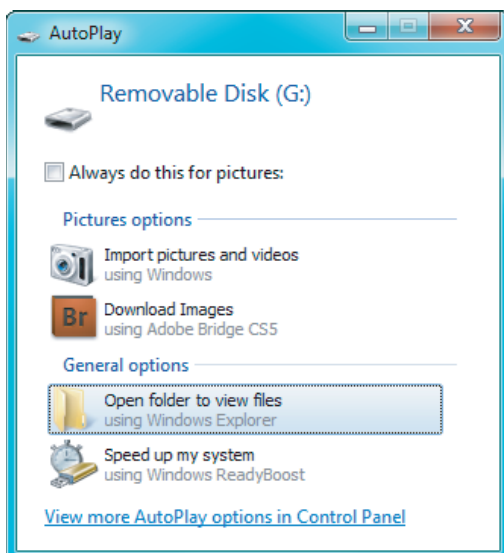 AutoPlay
Removable Disk (G:)
Always do this for pictures:
Pictures options
Import pictures and videos
using Windows
Br
Download Images
using Adobe Bridge CS5
General options
Open folder to view files
using Windows Explorer
Speed up my system
using Windows ReadyBoost
View more AutoPlay options in Control Panel